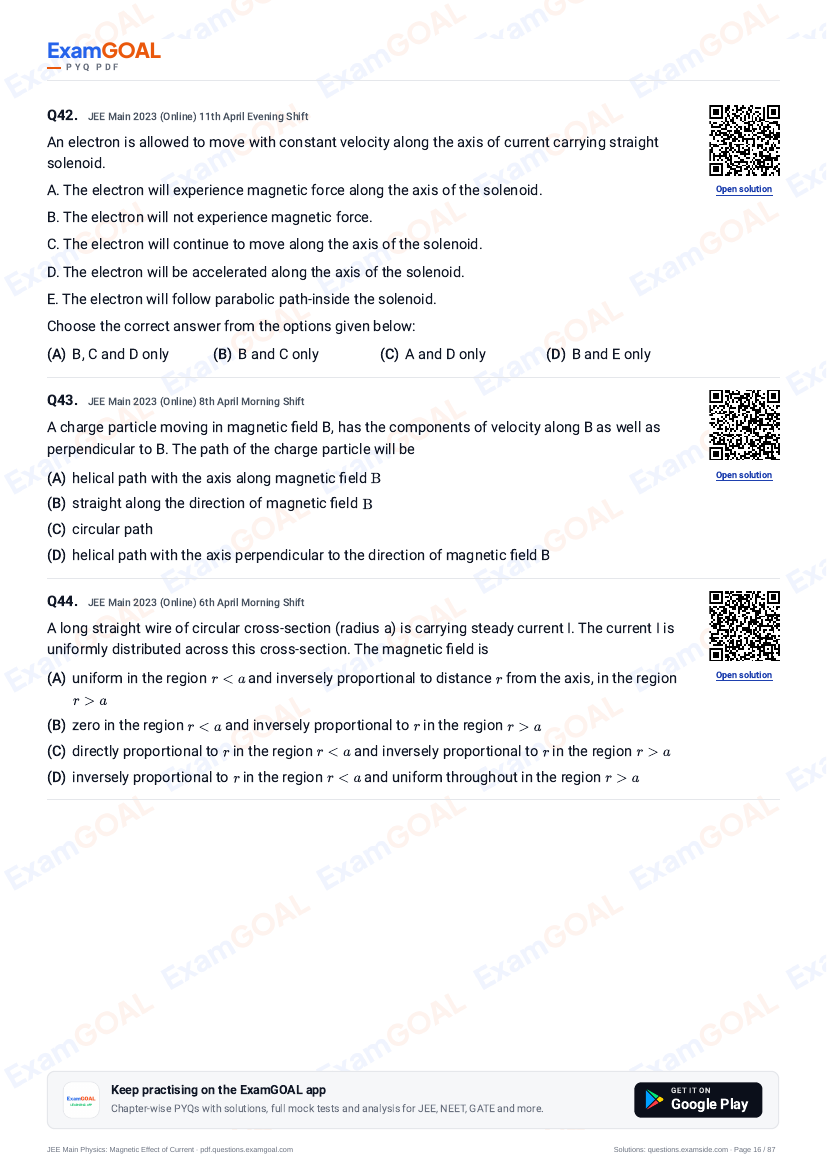 ExamGOAL
PYQ PDF
Q42. JEE Main 2023 (Online) 11th April Evening Shift
An electron is allowed to move with constant velocity along the axis of current carrying straight
solenoid.
A. The electron will experience magnetic force along the axis of the solenoid.
B. The electron will not experience magnetic force.
C. The electron will continue to move along the axis of the solenoid.
D. The electron will be accelerated along the axis of the solenoid.
E. The electron will follow parabolic path-inside the solenoid.
Choose the correct answer from the options given below:
(A) B, C and D only (B) B and C only (C) A and D only (D) B and E only
Open solution
Q43. JEE Main 2023 (Online) 8th April Morning Shift
A charge particle moving in magnetic field B, has the components of velocity along B as well as
perpendicular to B. The path of the charge particle will be
(A) helical path with the axis along magnetic field B
(B) straight along the direction of magnetic field B
(C) circular path
(D) helical path with the axis perpendicular to the direction of magnetic field B
Open solution
Q44. JEE Main 2023 (Online) 6th April Morning Shift
A long straight wire of circular cross-section (radius a) is carrying steady current I. The current I is
uniformly distributed across this cross-section. The magnetic field is
(A) uniform in the region r < a and inversely proportional to distance r from the axis, in the region
r > a
(B) zero in the region r < a and inversely proportional to r in the region r > a
(C) directly proportional to r in the region r < a and inversely proportional to r in the region r > a
(D) inversely proportional to r in the region r < a and uniform throughout in the region r > a
Open solution
ExamGOAL
Keep practising on the ExamGOAL app
Chapter-wise PYQs with solutions, full mock tests and analysis for JEE, NEET, GATE and more.
GET IT ON
Google Play
JEE Main Physics: Magnetic Effect of Current · pdf.questions.examgoal.com
Solutions: questions.examside.com · Page 16 / 87